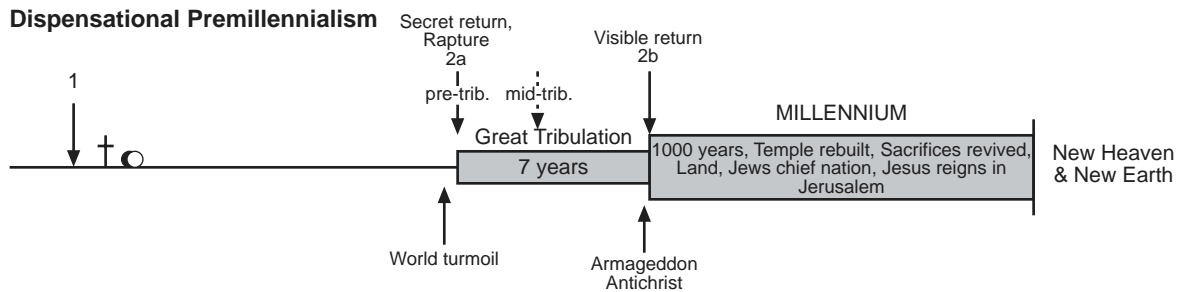 Dispensational Premillennialism
Secret return,
Rapture
2a
Visible return
2b
1
pre-trib.
mid-trib.
MILLENNIUM
Great Tribulation
7 years
1000 years, Temple rebuilt, Sacrifices revived,
Land, Jews chief nation, Jesus reigns in
Jerusalem
New Heaven
& New Earth
World turmoil
Armageddon
Antichrist